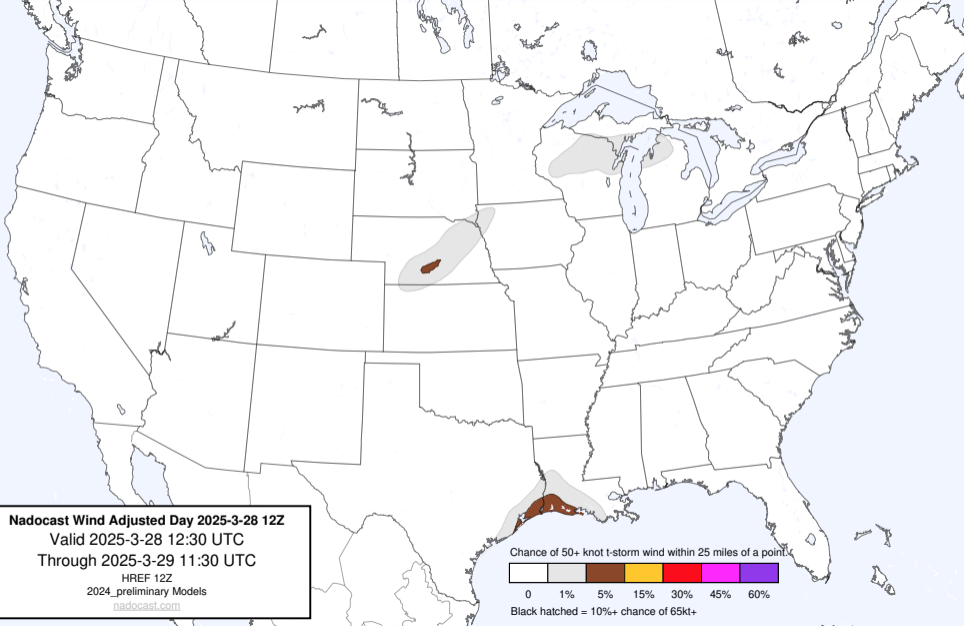 Nadocast Wind Adjusted Day 2025-3-28 12Z
Valid 2025-3-28 12:30 UTC
Through 2025-3-29 11:30 UTC
HREF 12Z
2024_preliminary Models
nadocast.com
Chance of 50+ knot t-storm wind within 25 miles of a point.
0 1% 5% 15% 30% 45% 60%
Black hatched = 10%+ chance of 65kt+